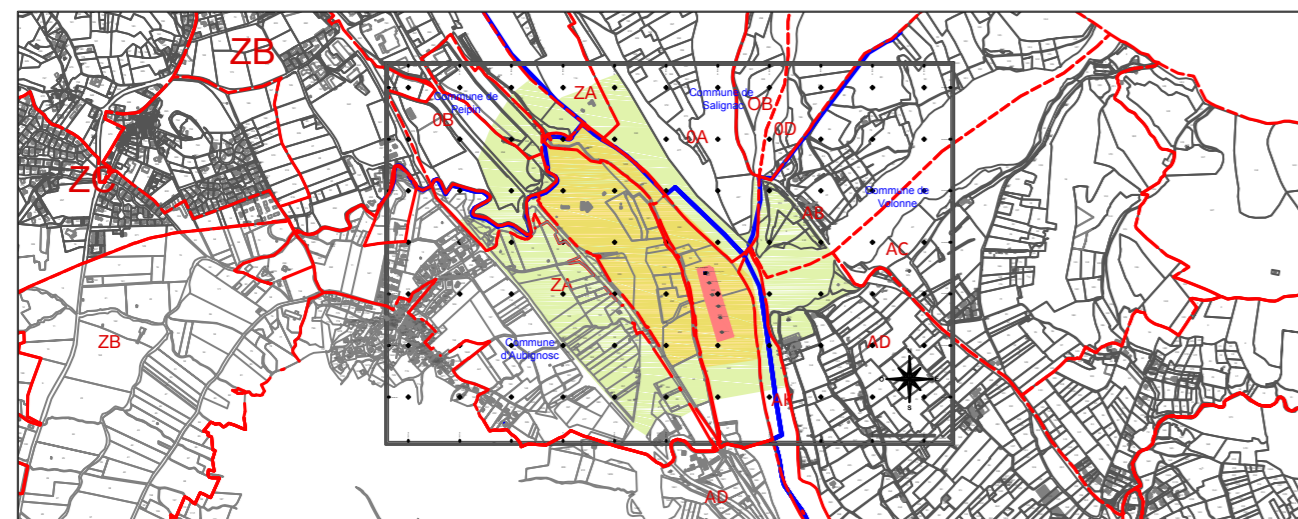 ZB
ZA
Commune de
Peipin
0B
Commune de
Salignac
OB
0D
0A
ZC
Commune de
Volonne
AB
AC
ZA
ZB
Commune
d'Aubignosc
AD
AH
S
AD